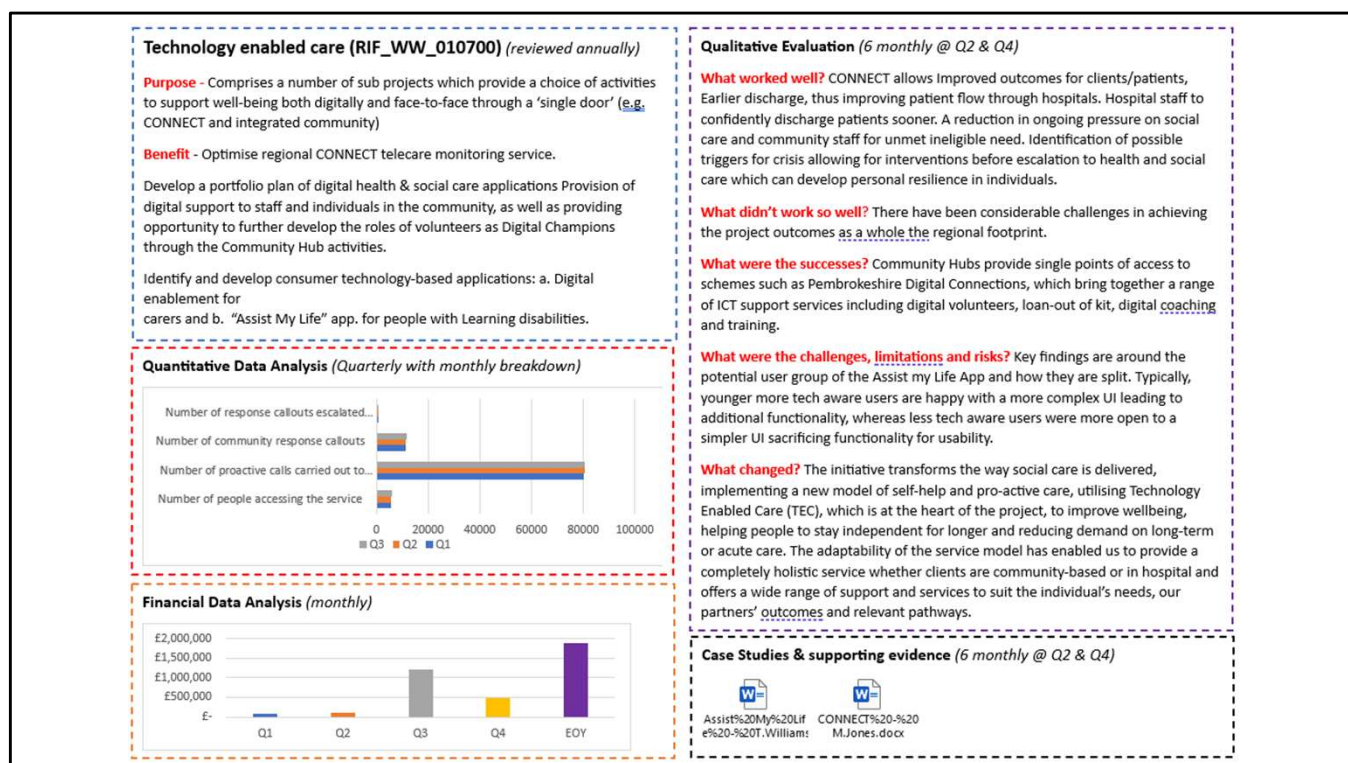 Technology enabled care (RIF_WW_010700) (reviewed annually)
Purpose - Comprises a number of sub projects which provide a choice of activities
to support well-being both digitally and face-to-face through a ‘single door’ (e.g.
CONNECT and integrated community)
Benefit - Optimise regional CONNECT telecare monitoring service.
Develop a portfolio plan of digital health & social care applications Provision of
digital support to staff and individuals in the community, as well as providing
opportunity to further develop the roles of volunteers as Digital Champions
through the Community Hub activities.
Identify and develop consumer technology-based applications: a. Digital
enablement for
carers and b. “Assist My Life” app. for people with Learning disabilities.
Quantitative Data Analysis (Quarterly with monthly breakdown)
Number of response callouts escalated...
Number of community response callouts
Number of proactive calls carried out to...
Number of people accessing the service
0 20000 40000 60000 80000 100000
Q3 Q2 Q1
Financial Data Analysis (monthly)
£2,000,000
£1,500,000
£1,000,000
£500,000
£-
Q1 Q2 Q3 Q4 EOY
Qualitative Evaluation (6 monthly @ Q2 & Q4)
What worked well? CONNECT allows Improved outcomes for clients/patients,
Earlier discharge, thus improving patient flow through hospitals. Hospital staff to
confidently discharge patients sooner. A reduction in ongoing pressure on social
care and community staff for unmet ineligible need. Identification of possible
triggers for crisis allowing for interventions before escalation to health and social
care which can develop personal resilience in individuals.
What didn’t work so well? There have been considerable challenges in achieving
the project outcomes as a whole the regional footprint.
What were the successes? Community Hubs provide single points of access to
schemes such as Pembrokeshire Digital Connections, which bring together a range
of ICT support services including digital volunteers, loan-out of kit, digital coaching
and training.
What were the challenges, limitations and risks? Key findings are around the
potential user group of the Assist my Life App and how they are split. Typically,
younger more tech aware users are happy with a more complex UI leading to
additional functionality, whereas less tech aware users were more open to a
simpler UI sacrificing functionality for usability.
What changed? The initiative transforms the way social care is delivered,
implementing a new model of self-help and pro-active care, utilising Technology
Enabled Care (TEC), which is at the heart of the project, to improve wellbeing,
helping people to stay independent for longer and reducing demand on long-term
or acute care. The adaptability of the service model has enabled us to provide a
completely holistic service whether clients are community-based or in hospital and
offers a wide range of support and services to suit the individual’s needs, our
partners’ outcomes and relevant pathways.
Case Studies & supporting evidence (6 monthly @ Q2 & Q4)
W W
Assist%20My%20Lif
e%20-%20T.Williams
CONNECT%20-%20
M.Jones.docx